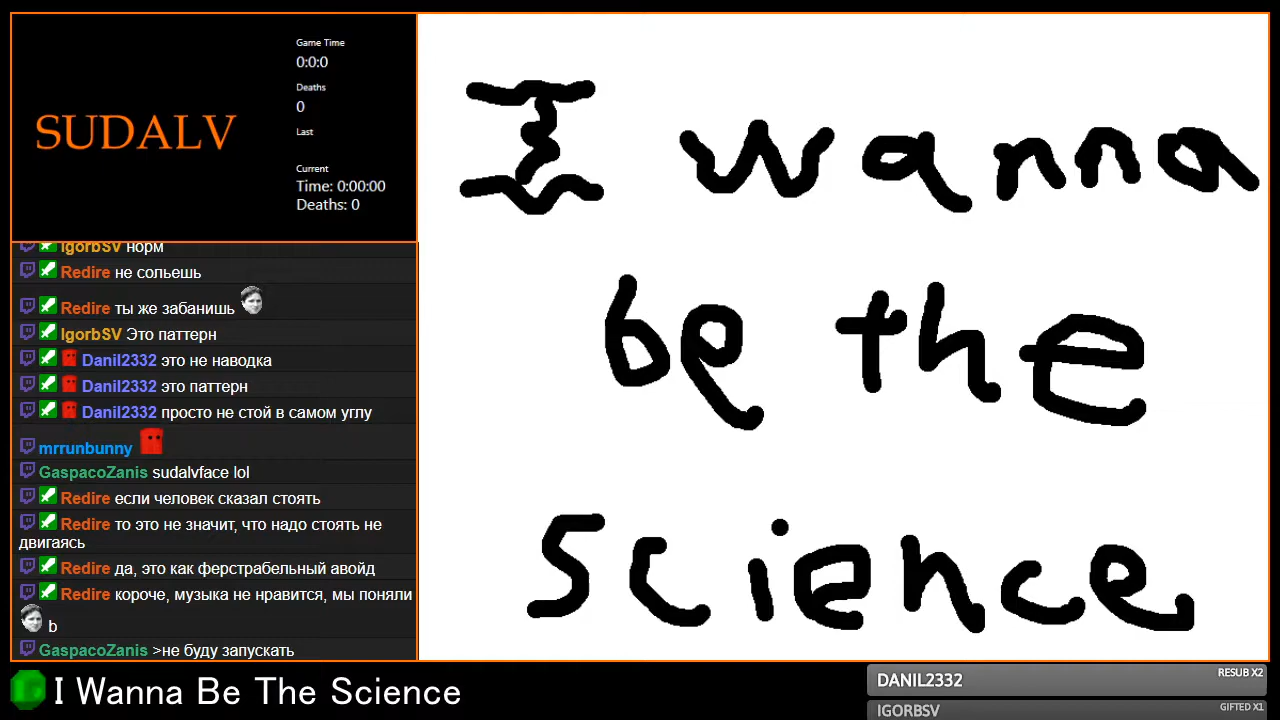 SUDALV
Game Time
0:0:0
Deaths
0
Last
Current
Time: 0:00:00
Deaths: 0
IgorbSV норм
Redire не сольешь
Redire ты же забанишь
IgorbSV Это паттерн
Danil2332 это не наводка
Danil2332 это паттерн
Danil2332 просто не стой в самом углу
mrrunbunny
GaspacoZanis sudalvface lol
Redire если человек сказал стоять
Redire то это не значит, что надо стоять не
двигаясь
Redire да, это как ферстрабельный авойд
Redire короче, музыка не нравится, мы поняли
b
GaspacoZanis >не буду запускать
I wanna
be the
science
I Wanna Be The Science
DANIL2332 RESUB X2
IGORBSV GIFTED X1